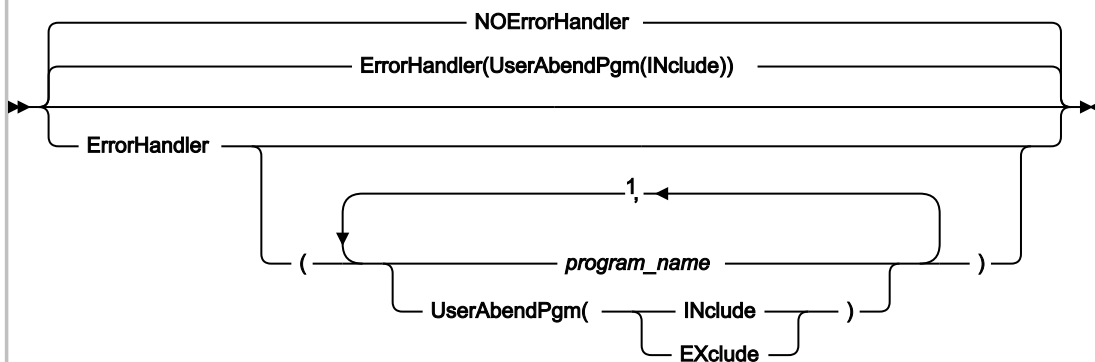 NOErrorHandler
ErrorHandler(UserAbendPgm(INclude))
ErrorHandler
1,
( program_name )
UserAbendPgm( INclude )
EXclude